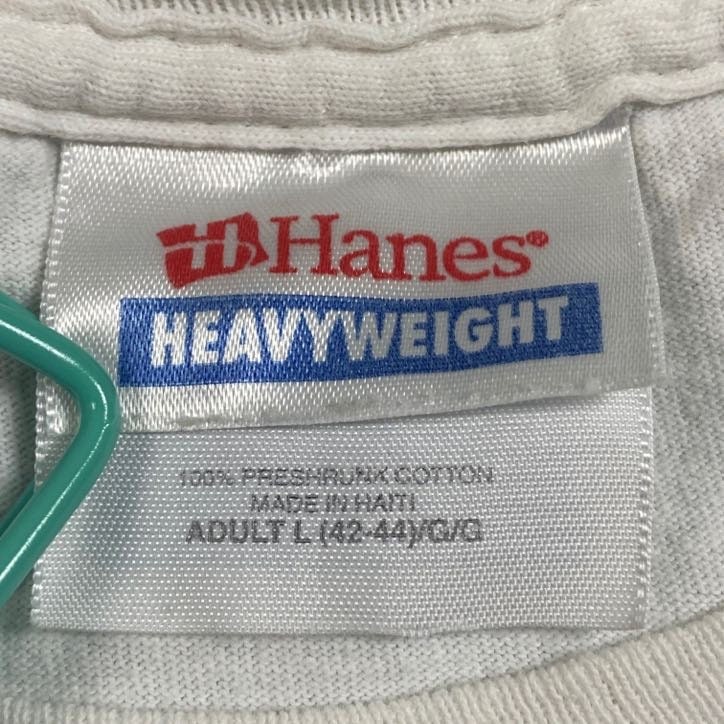 Hanes®
HEAVYWEIGHT
100% PRESHRUNK COTTON
MADE IN HAITI
ADULT L (42-44)/G/G